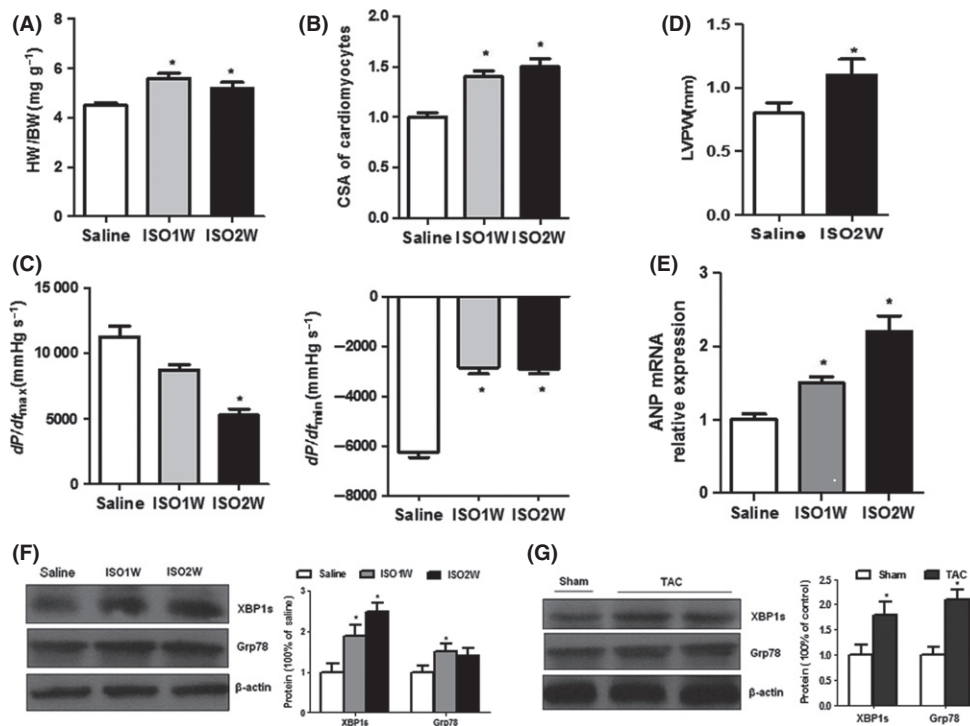 (A)
HW/BW (mg g⁻¹)
8
6
4
2
0
*
*
Saline ISO1W ISO2W
(B)
CSA of cardiomyocytes
2.0
1.5
1.0
0.5
0.0
*
*
Saline ISO1W ISO2W
(D)
LVPW(mm)
1.5
1.0
0.5
0.0
*
Saline ISO2W
(C)
dP/dtmax (mmHg s⁻¹)
15 000
10 000
5000
0
*
Saline ISO1W ISO2W
dP/dtmin (mmHg s⁻¹)
0
−2000
−4000
−6000
−8000
*
*
Saline ISO1W ISO2W
(E)
ANP mRNA
relative expression
3
2
1
0
*
*
Saline ISO1W ISO2W
(F)
Saline ISO1W ISO2W
XBP1s
Grp78
β-actin
Saline ISO1W ISO2W
Protein (100% of saline)
3
2
1
0
*
*
*
XBP1s Grp78
(G)
Sham TAC
XBP1s
Grp78
β-actin
Sham TAC
Protein (100% of control)
2.5
2.0
1.5
1.0
0.5
0.0
*
*
XBP1s Grp78